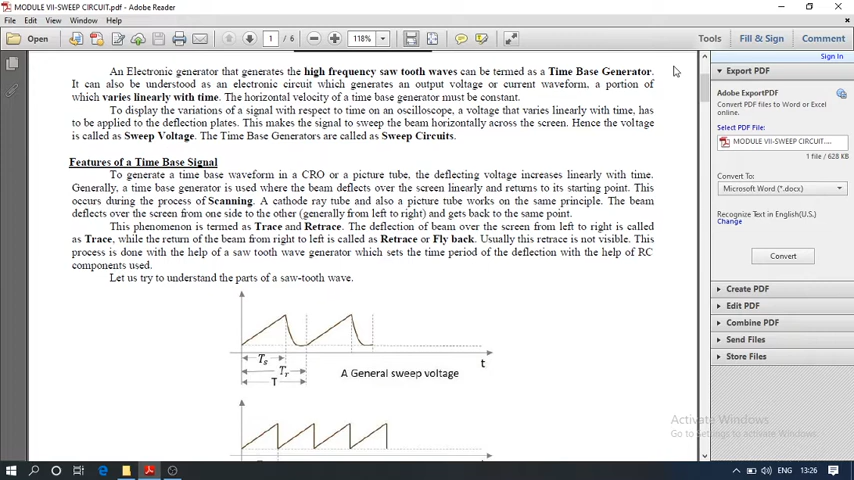 MODULE VII-SWEEP CIRCUIT.pdf - Adobe Reader
File Edit View Window Help
Open 1 / 6 118% Tools Fill & Sign Comment
Sign In
An Electronic generator that generates the high frequency saw tooth waves can be termed as a Time Base Generator.
It can also be understood as an electronic circuit which generates an output voltage or current waveform, a portion of
which varies linearly with time. The horizontal velocity of a time base generator must be constant.
To display the variations of a signal with respect to time on an oscilloscope, a voltage that varies linearly with time, has
to be applied to the deflection plates. This makes the signal to sweep the beam horizontally across the screen. Hence the voltage
is called as Sweep Voltage. The Time Base Generators are called as Sweep Circuits.
Features of a Time Base Signal
To generate a time base waveform in a CRO or a picture tube, the deflecting voltage increases linearly with time.
Generally, a time base generator is used where the beam deflects over the screen linearly and returns to its starting point. This
occurs during the process of Scanning. A cathode ray tube and also a picture tube works on the same principle. The beam
deflects over the screen from one side to the other (generally from left to right) and gets back to the same point.
This phenomenon is termed as Trace and Retrace. The deflection of beam over the screen from left to right is called
as Trace, while the return of the beam from right to left is called as Retrace or Fly back. Usually this retrace is not visible. This
process is done with the help of a saw tooth wave generator which sets the time period of the deflection with the help of RC
components used.
Let us try to understand the parts of a saw-tooth wave.
Ts
Tr
T
t
A General sweep voltage
Export PDF
Adobe ExportPDF
Convert PDF files to Word or Excel online.
Select PDF File:
MODULE VII-SWEEP CIRCUIT....
1 file / 628 KB
Convert To:
Microsoft Word (*.docx)
Recognize Text in English(U.S.)
Change
Convert
Create PDF
Edit PDF
Combine PDF
Send Files
Store Files
Activate Windows
Go to Settings to activate Windows.
ENG 13:26